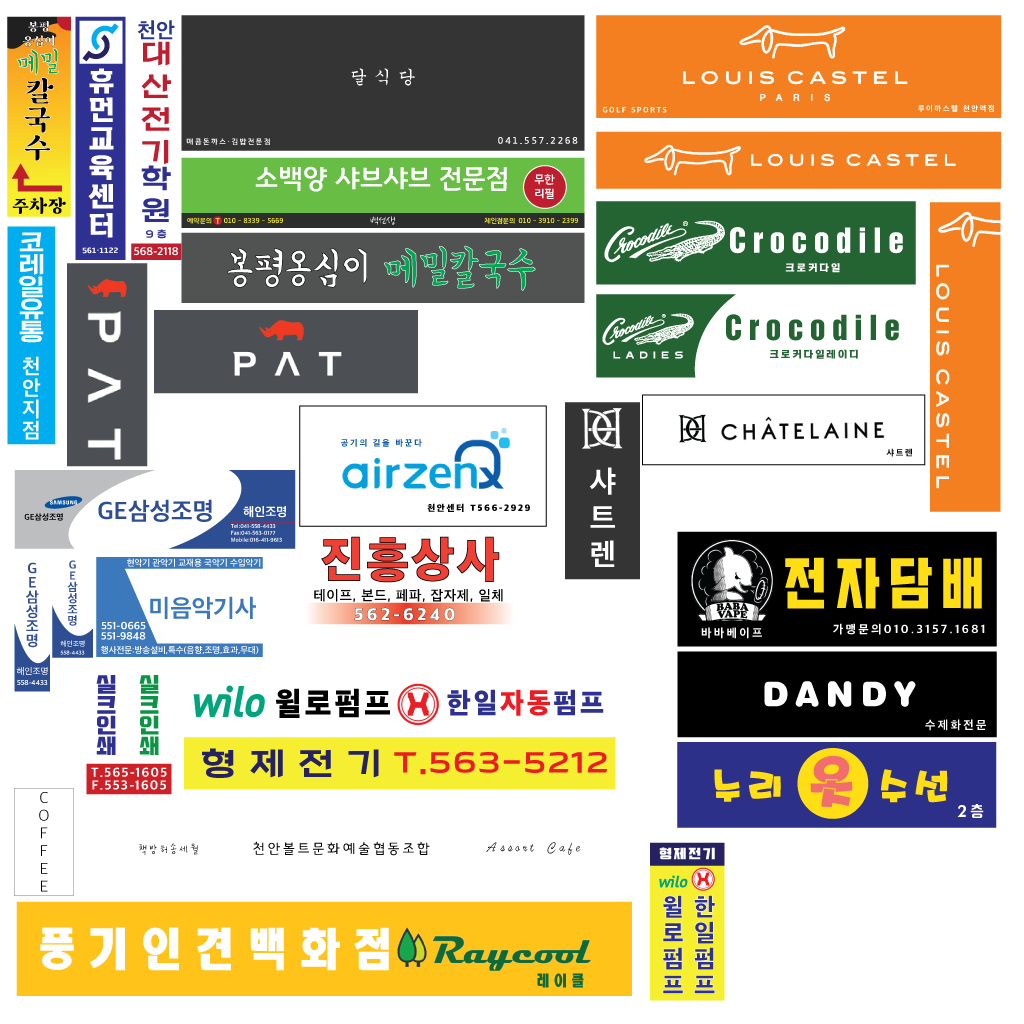 봉평
옹심이
메밀
칼국수
주차장
휴먼교육센터
561-1122
천안
대산전기학원
9층
568-2118
달식당
매콤돈까스·김밥전문점
041.557.2268
소백양 샤브샤브 전문점
무한
리필
예약문의 T 010 - 8339 - 5669
체인점문의 010 - 3910 - 2399
봉평옹심이 메밀칼국수
LOUIS CASTEL
PARIS
GOLF SPORTS
루이까스텔 천안역점
LOUIS CASTEL
Crocodile
Crocodile
크로커다일
Crocodile
LADIES
Crocodile
크로커다일레이디
LOUIS CASTEL
코레일유통 천안지점
PAT
PAT
공기의 길을 바꾼다
airzenQ
천안센터 T566-2929
샤트렌
CHÂTELAINE
샤트렌
SAMSUNG
GE삼성조명
GE삼성조명
해인조명
Tel:041-558-4433
Fax:041-563-0177
Mobile:016-411-9613
GE삼성조명
해인조명
558-4433
GE삼성조명
해인조명
558-4433
현악기 관악기 교재용 국악기 수입악기
미음악기사
551-0665
551-9848
행사전문:방송설비,특수(음향,조명,효과,무대)
진흥상사
테이프, 본드, 페파, 잡자제, 일체
562-6240
BABA
VAPE
바바베이프
전자담배
가맹문의010.3157.1681
DANDY
수제화전문
누리 옷 수선
2층
실크인쇄
실크인쇄
T.565-1605
F.553-1605
wilo 윌로펌프 한일자동펌프
형제전기 T.563-5212
COFFEE
책방허송세월
천안볼트문화예술협동조합
Assort Cafe
형제전기
wilo
윌로펌프
한일펌프
풍기인견백화점
Raycool
레이쿨